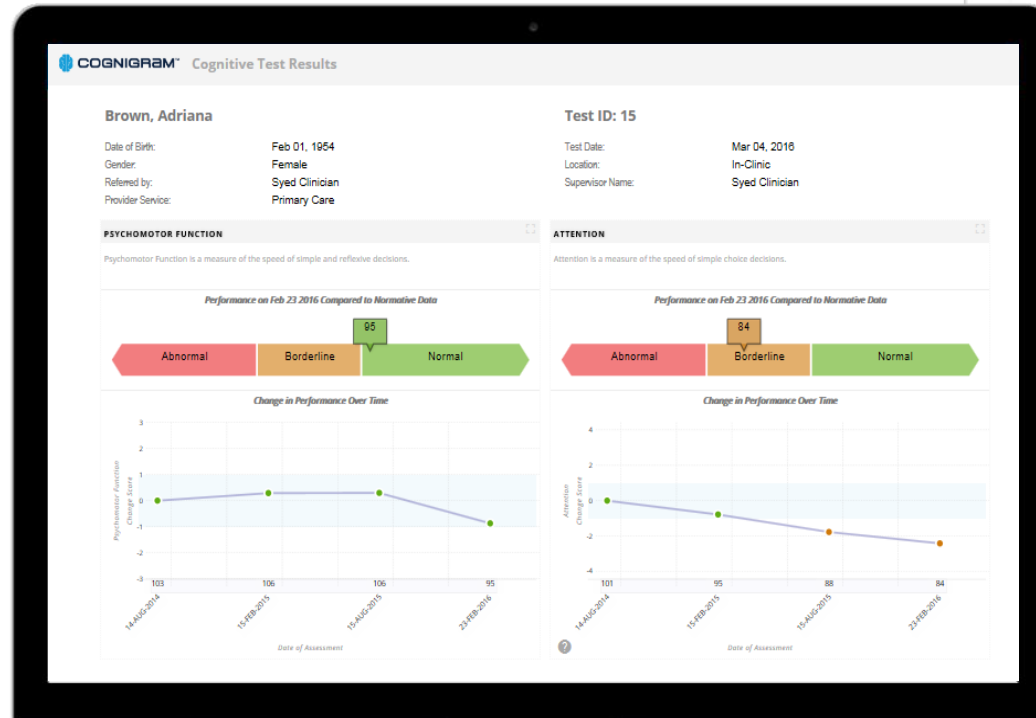 COGNIGRAM™ Cognitive Test Results
Brown, Adriana
Date of Birth: Feb 01, 1954
Gender: Female
Referred by: Syed Clinician
Provider Service: Primary Care
Test ID: 15
Test Date: Mar 04, 2016
Location: In-Clinic
Supervisor Name: Syed Clinician
PSYCHOMOTOR FUNCTION
Psychomotor Function is a measure of the speed of simple and reflexive decisions.
Performance on Feb 23 2016 Compared to Normative Data
95
Abnormal Borderline Normal
Change in Performance Over Time
Psychomotor Function
Change Score
3
2
1
0
-1
-2
-3
103 106 106 95
14-AUG-2014 15-FEB-2015 15-AUG-2015 23-FEB-2016
Date of Assessment
ATTENTION
Attention is a measure of the speed of simple choice decisions.
Performance on Feb 23 2016 Compared to Normative Data
84
Abnormal Borderline Normal
Change in Performance Over Time
Attention
Change Score
4
2
0
-2
-4
101 95 88 84
14-AUG-2014 15-FEB-2015 15-AUG-2015 23-FEB-2016
?
Date of Assessment